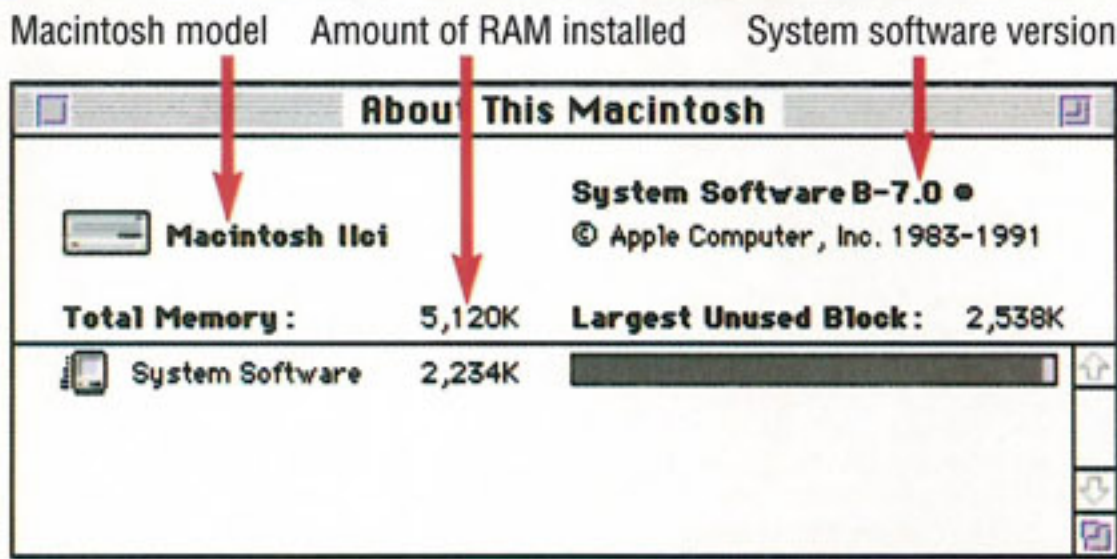 Macintosh model Amount of RAM installed System software version
About This Macintosh
System Software B-7.0 •
Macintosh IIci © Apple Computer, Inc. 1983-1991
Total Memory: 5,120K Largest Unused Block: 2,538K
System Software 2,234K